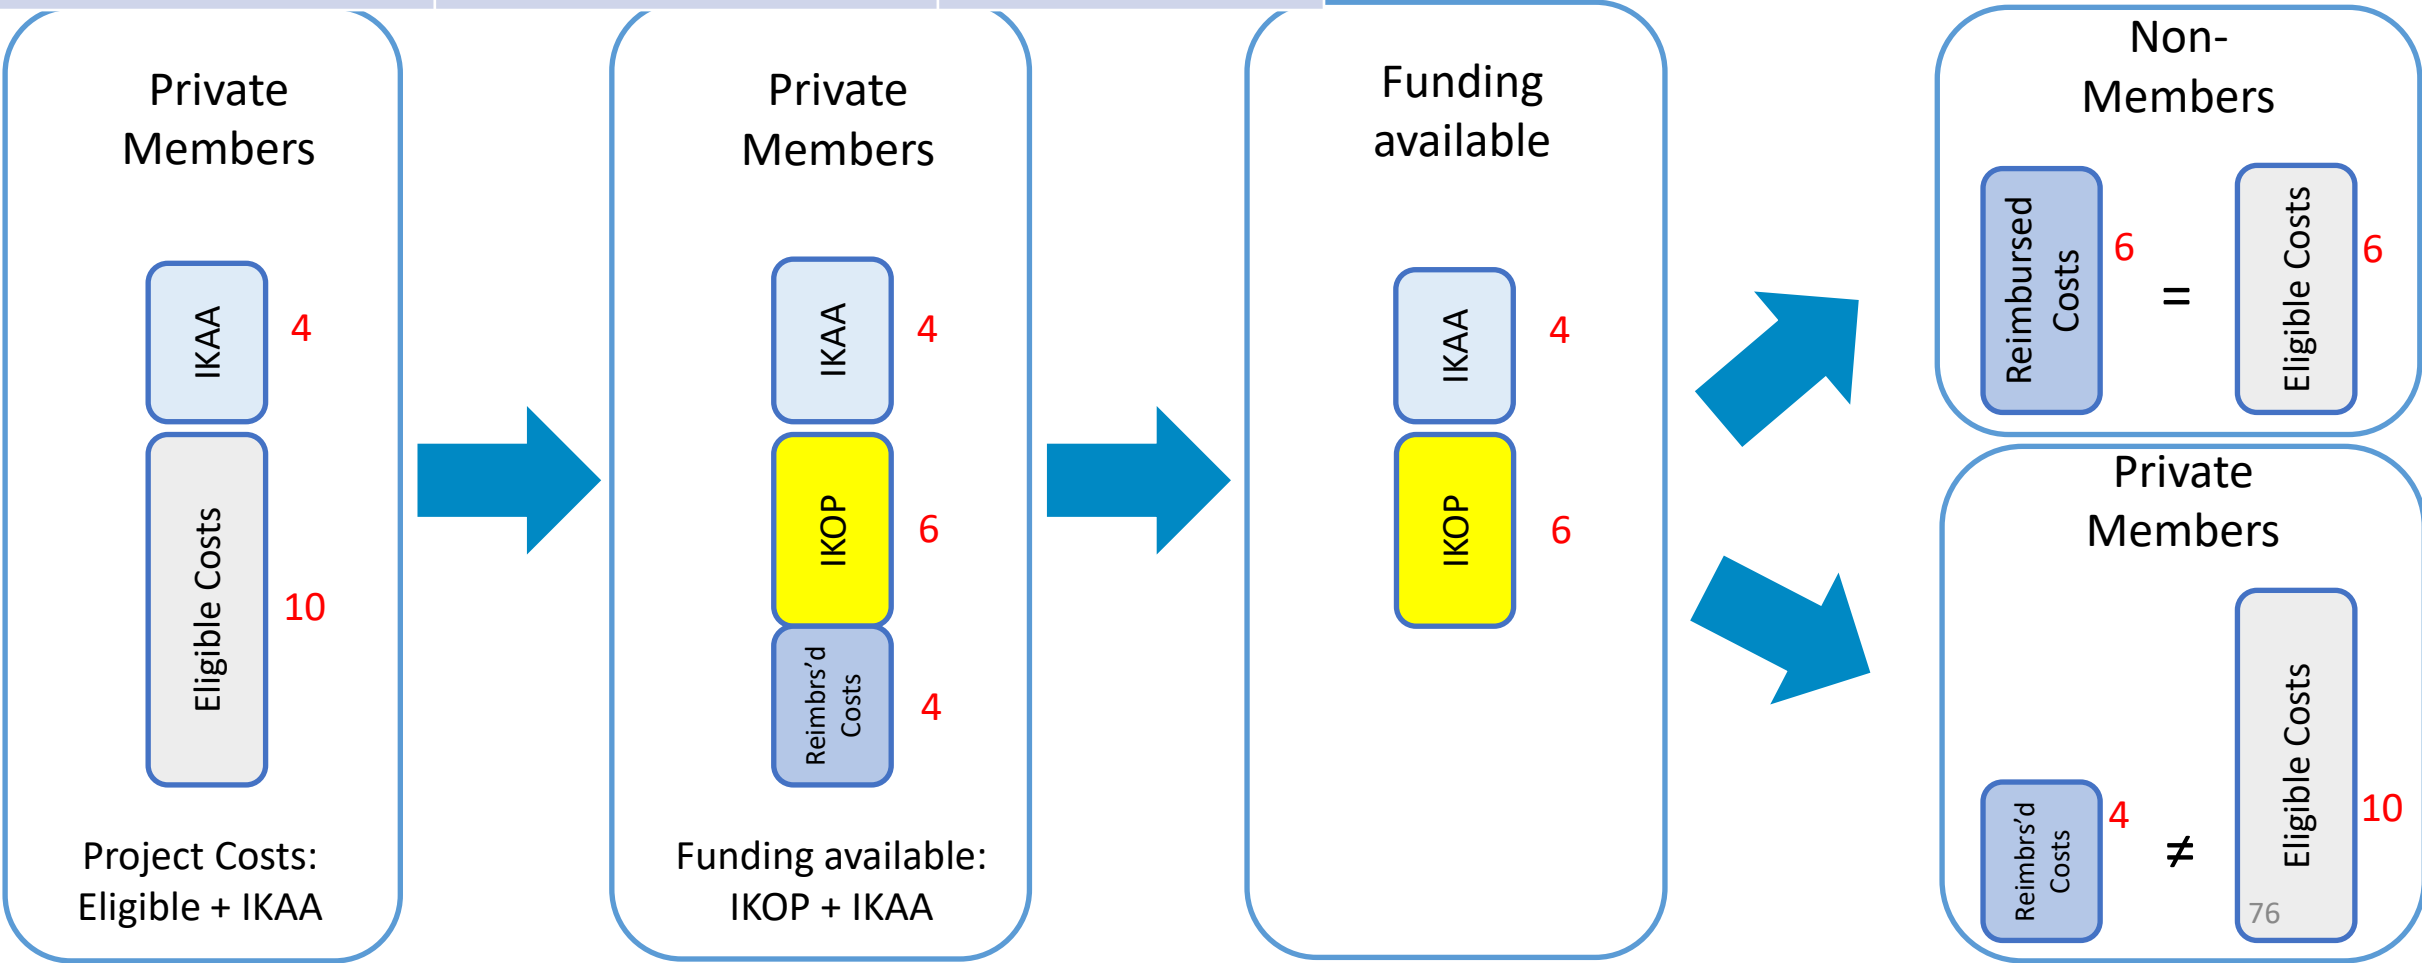 Private
Members
IKAA
4
Eligible Costs
10
Project Costs:
Eligible + IKAA
Private
Members
IKAA
4
IKOP
6
Reimbrs’d
Costs
4
Funding available:
IKOP + IKAA
Funding
available
IKAA
4
IKOP
6
Non-
Members
Reimbursed
Costs
6
=
Eligible Costs
6
Private
Members
Reimbrs’d
Costs
4
≠
Eligible Costs
10
76